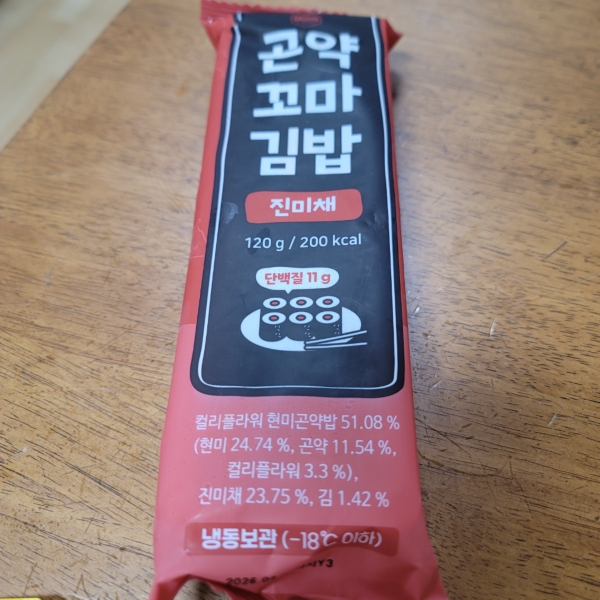 곤약
꼬마
김밥
진미채
120 g / 200 kcal
단백질 11 g
컬리플라워 현미곤약밥 51.08 %
(현미 24.74 %, 곤약 11.54 %,
컬리플라워 3.3 %),
진미채 23.75 %, 김 1.42 %
냉동보관 (-18℃ 이하)
2026